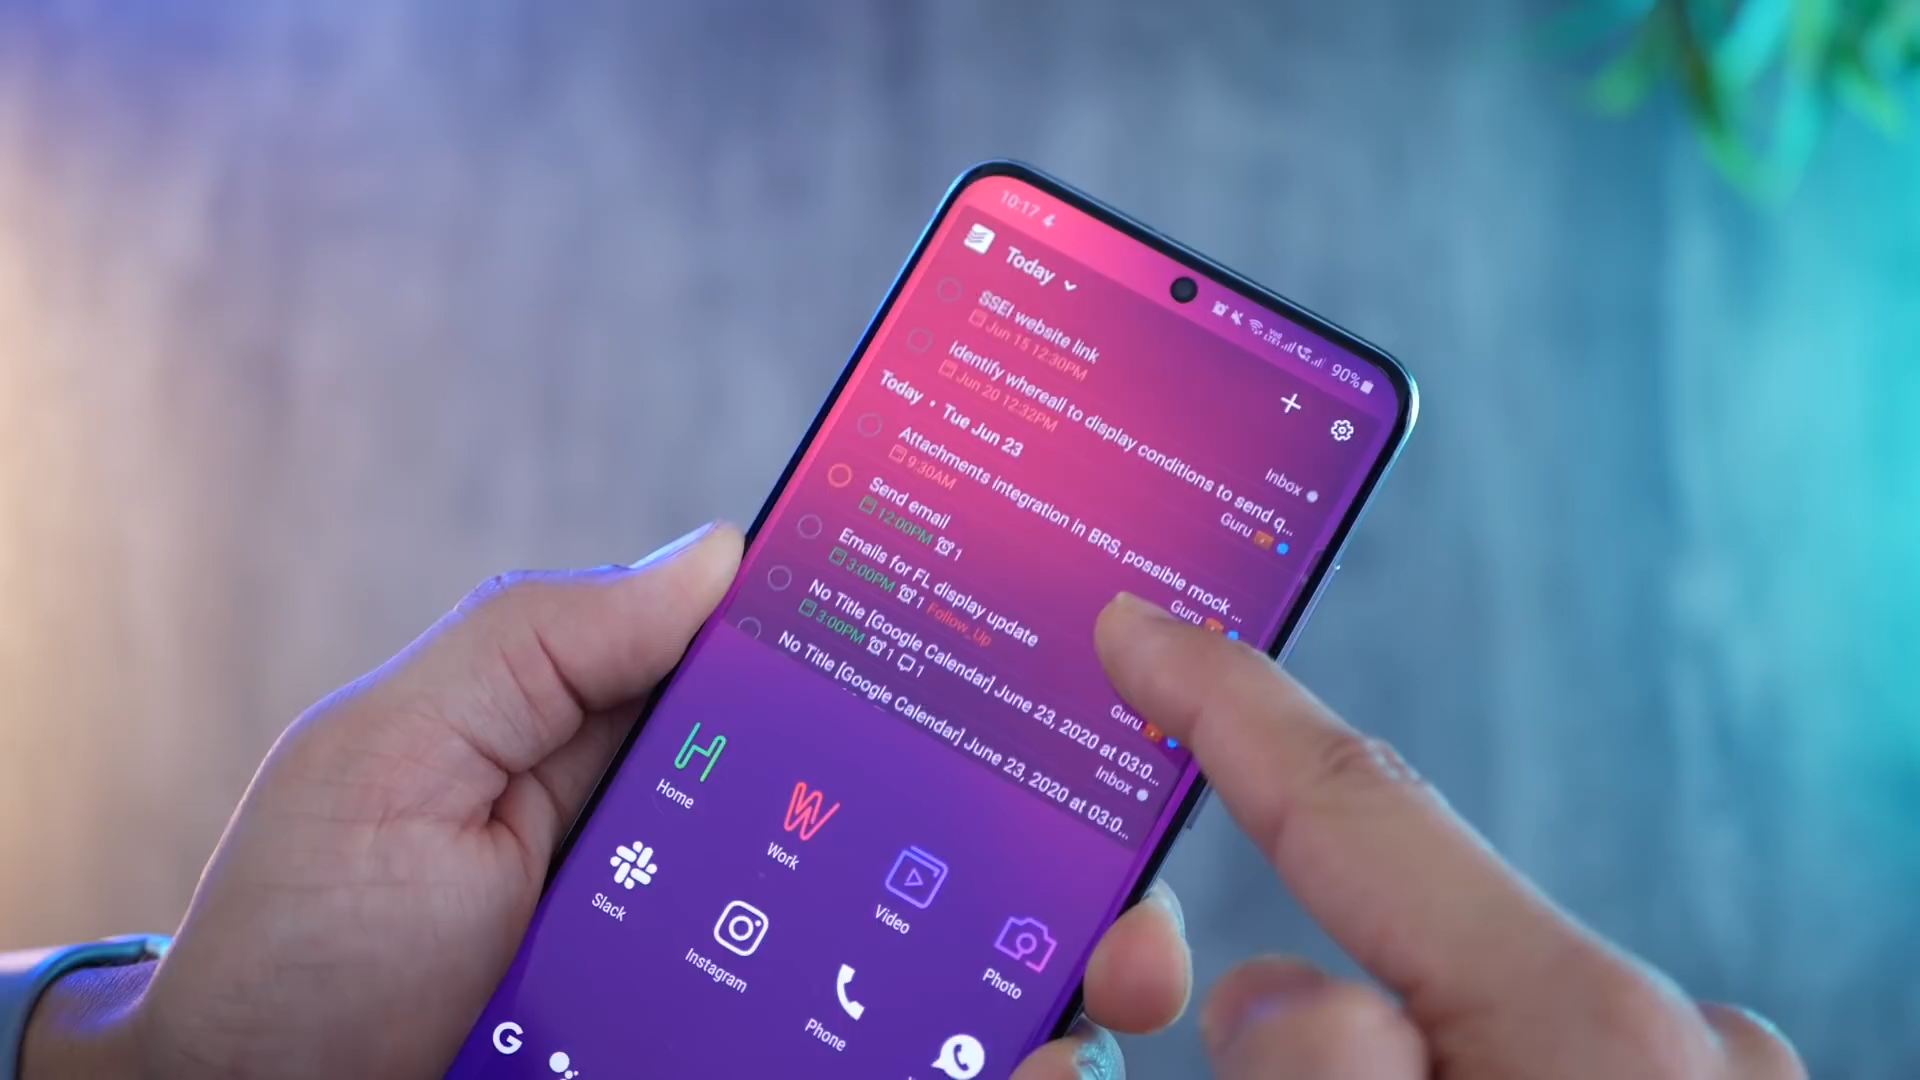 10:17
90%
Today
SSEI website link
Jun 15 12:30PM
Inbox
Identify whereall to display conditions to send q...
Jun 20 12:32PM
Guru
Today • Tue Jun 23
Attachments integration in BRS, possible mock ...
9:30AM
Guru
Send email
12:00PM 1
Emails for FL display update
3:00PM 1 Follow_Up
Guru
No Title [Google Calendar] June 23, 2020 at 03:0...
3:00PM 1 1
Inbox
No Title [Google Calendar] June 23, 2020 at 03:0...
Home
Work
Video
Photo
Slack
Instagram
Phone
G